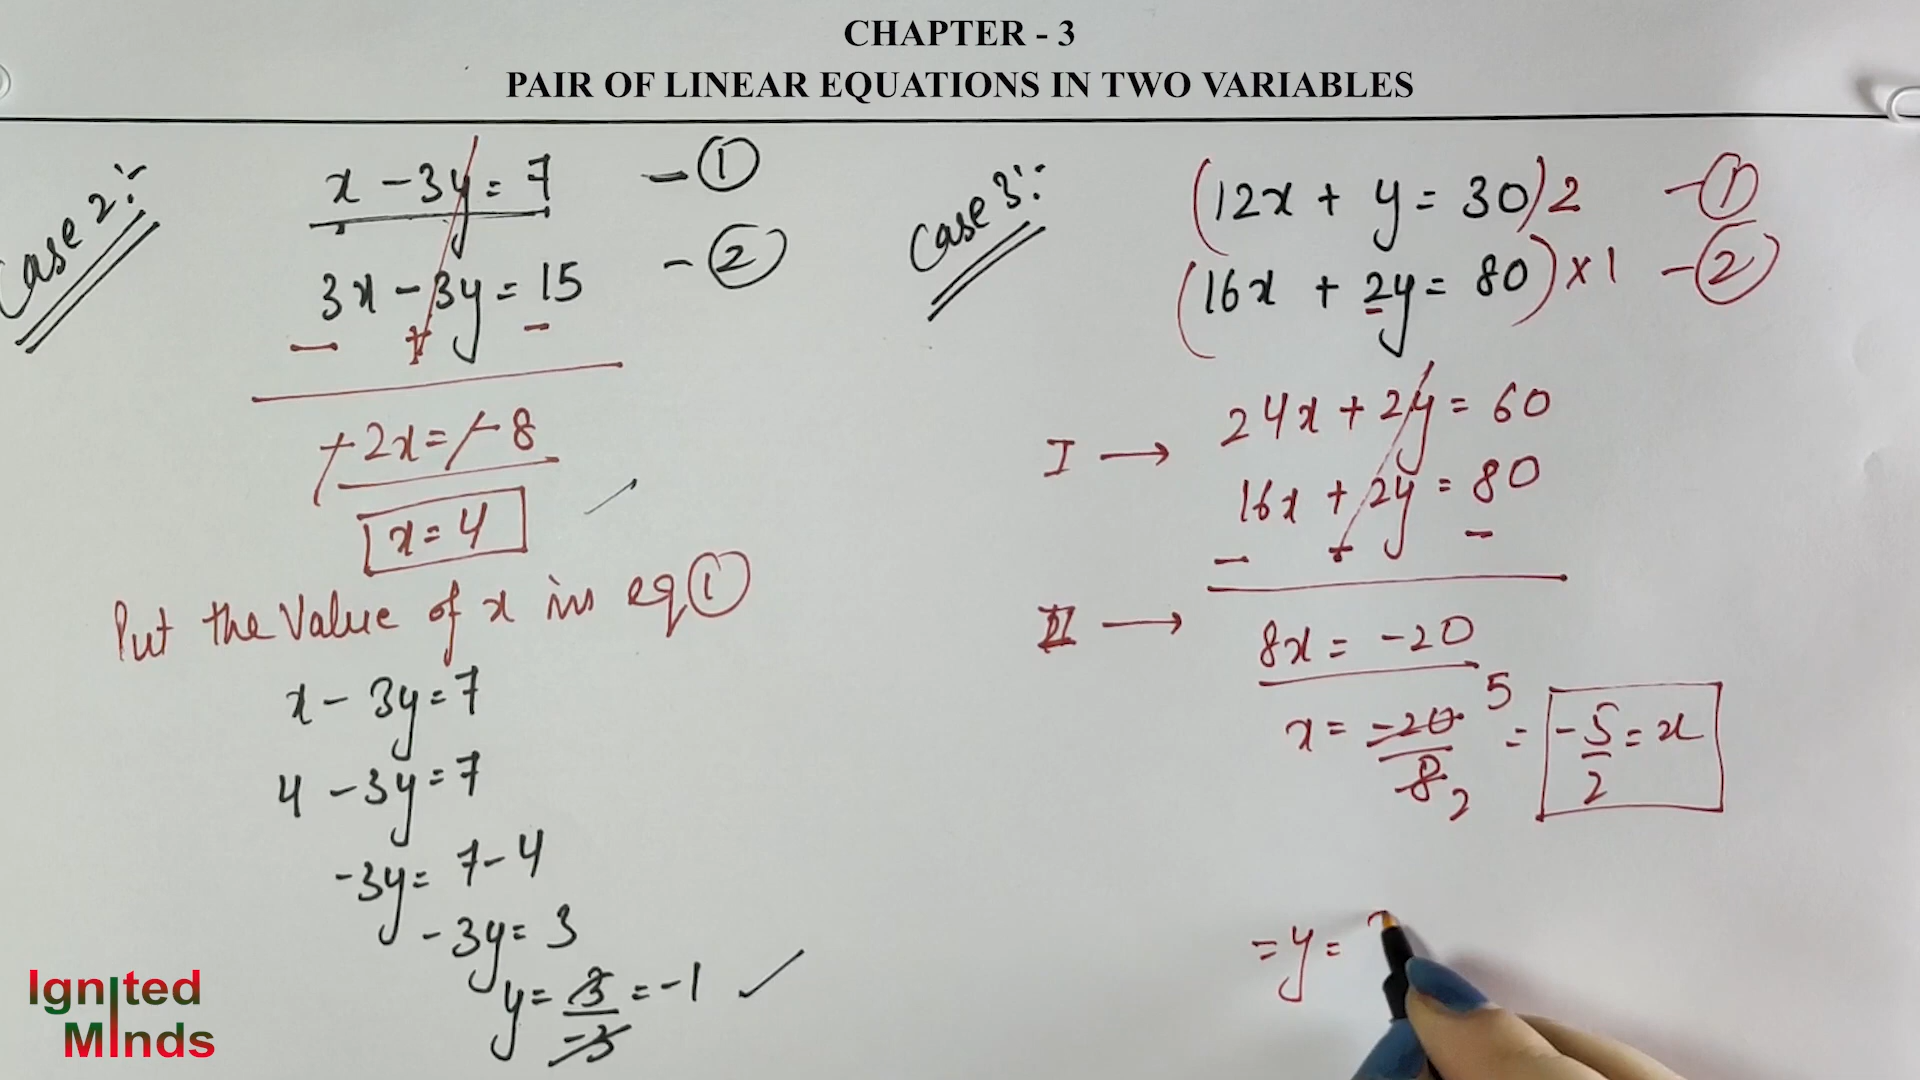 CHAPTER - 3
PAIR OF LINEAR EQUATIONS IN TWO VARIABLES
Case 2:
x - 3y = 7 - ①
3x - 3y = 15 - ②
- + -
-2x = -8
x = 4
Put the Value of x in eq ①
x - 3y = 7
4 - 3y = 7
-3y = 7 - 4
-3y = 3
y = 3/-3 = -1
Case 3:
(12x + y = 30)2 - ①
(16x + 2y = 80)×1 - ②
I → 24x + 2y = 60
16x + 2y = 80
- - -
II → 8x = -20
x = -20/8 5 2 = -5/2 = x
= y =
Ignited
Minds